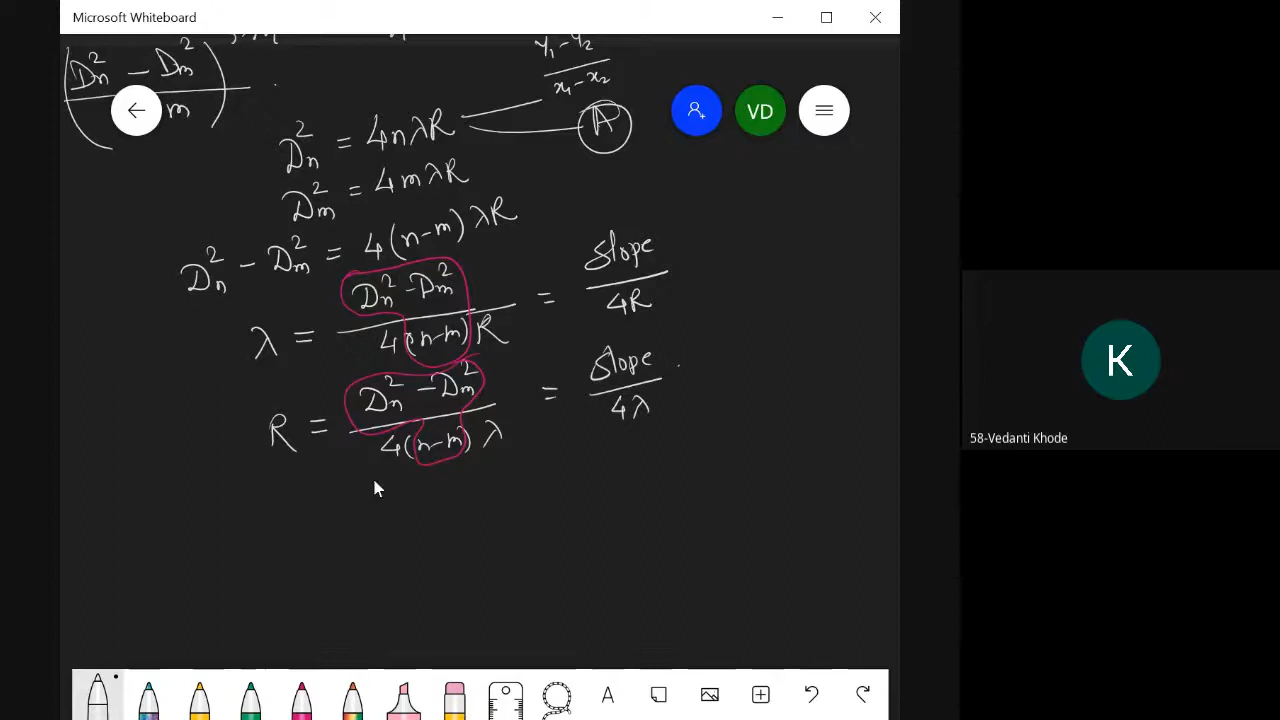 Microsoft Whiteboard
y₁-y₂ / x₁-x₂
(Dn² - Dm² / m)
VD
Dn² = 4nλR
A
Dm² = 4mλR
Dn² - Dm² = 4(n-m)λR
λ = Dn² - Dm² / 4(n-m)R = Slope / 4R
K
R = Dn² - Dm² / 4(n-m)λ = Slope / 4λ
58-Vedanti Khode
A